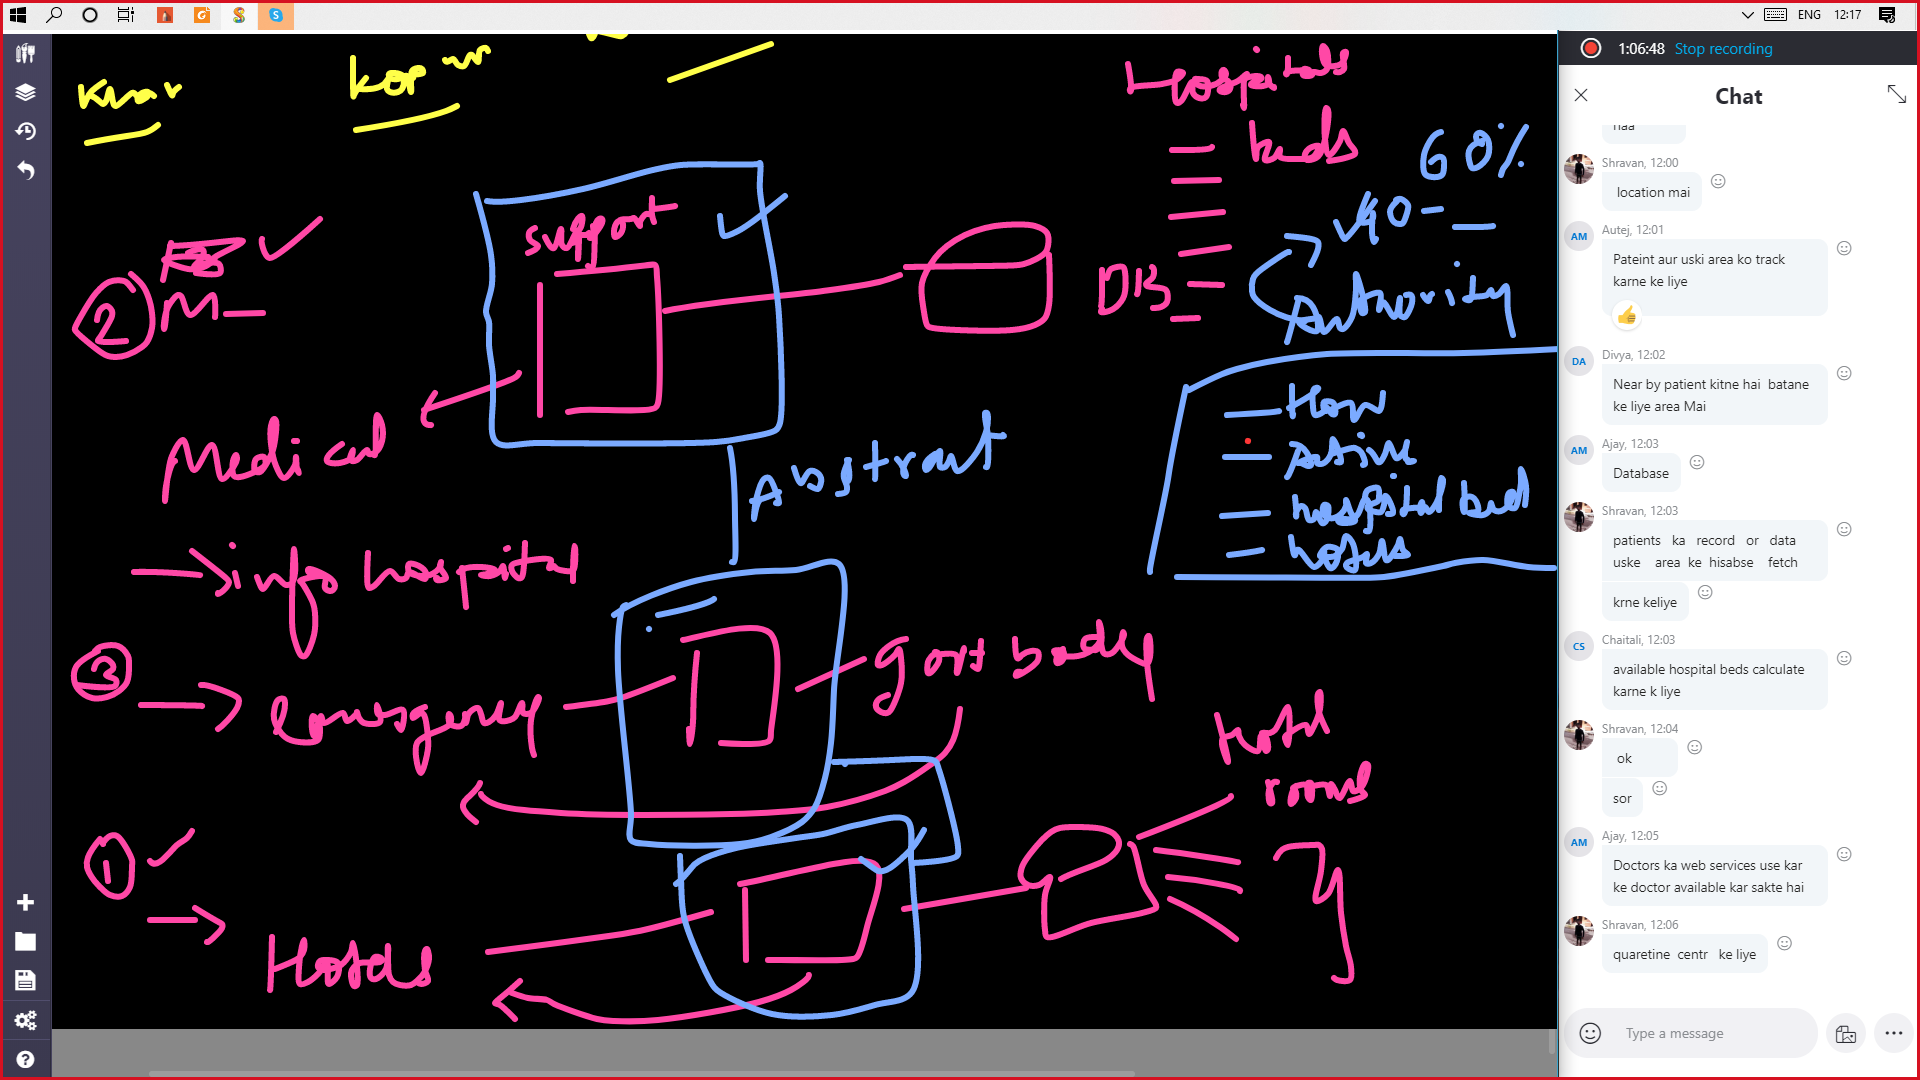 ENG 12:17
1:06:48 Stop recording
Chat
haa
Shravan, 12:00
location mai
AM
Autej, 12:01
Pateint aur uski area ko track
karne ke liye
DA
Divya, 12:02
Near by patient kitne hai batane
ke liye area Mai
AM
Ajay, 12:03
Database
Shravan, 12:03
patients ka record or data
uske area ke hisabse fetch
krne keliye
CS
Chaitali, 12:03
available hospital beds calculate
karne k liye
Shravan, 12:04
ok
sor
AM
Ajay, 12:05
Doctors ka web services use kar
ke doctor available kar sakte hai
Shravan, 12:06
quaretine centr ke liye
Type a message
Hospitals
beds
60%
support
40 -
DB
Authority
2
M
Medical
info hospital
Abstract
How
Active
hospital bed
hotels
3
Emergency
govt body
Hotel
rooms
1
Hotels